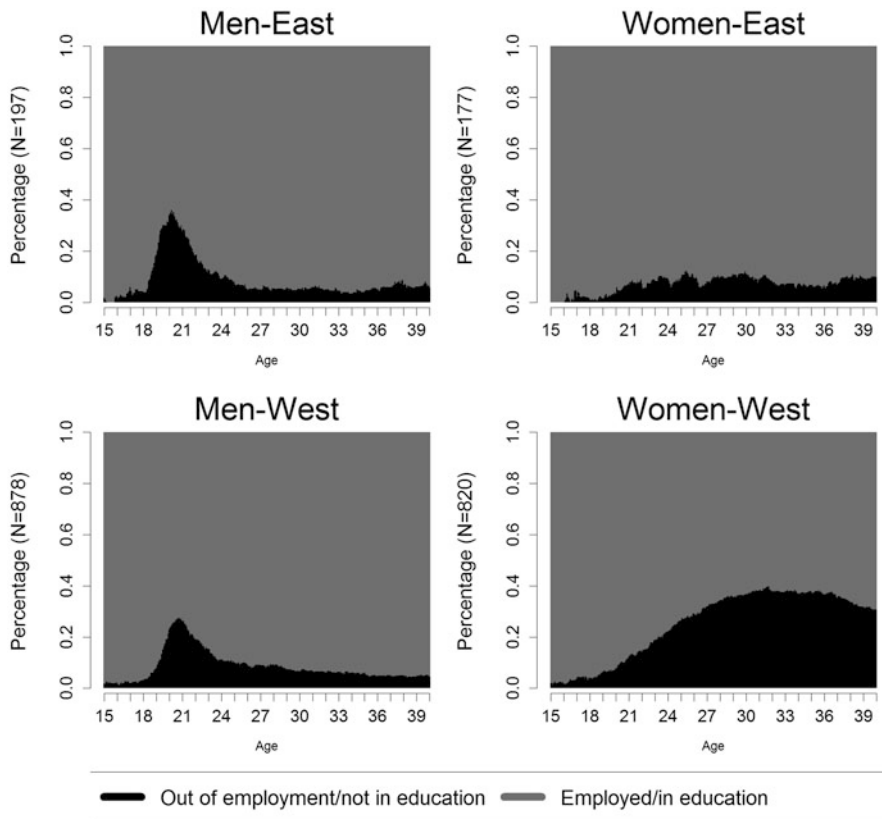 Men-East
Percentage (N=197)
1.0
0.8
0.6
0.4
0.2
0.0
15 18 21 24 27 30 33 36 39
Age
Women-East
Percentage (N=177)
1.0
0.8
0.6
0.4
0.2
0.0
15 18 21 24 27 30 33 36 39
Age
Men-West
Percentage (N=878)
1.0
0.8
0.6
0.4
0.2
0.0
15 18 21 24 27 30 33 36 39
Age
Women-West
Percentage (N=820)
1.0
0.8
0.6
0.4
0.2
0.0
15 18 21 24 27 30 33 36 39
Age
Out of employment/not in education Employed/in education